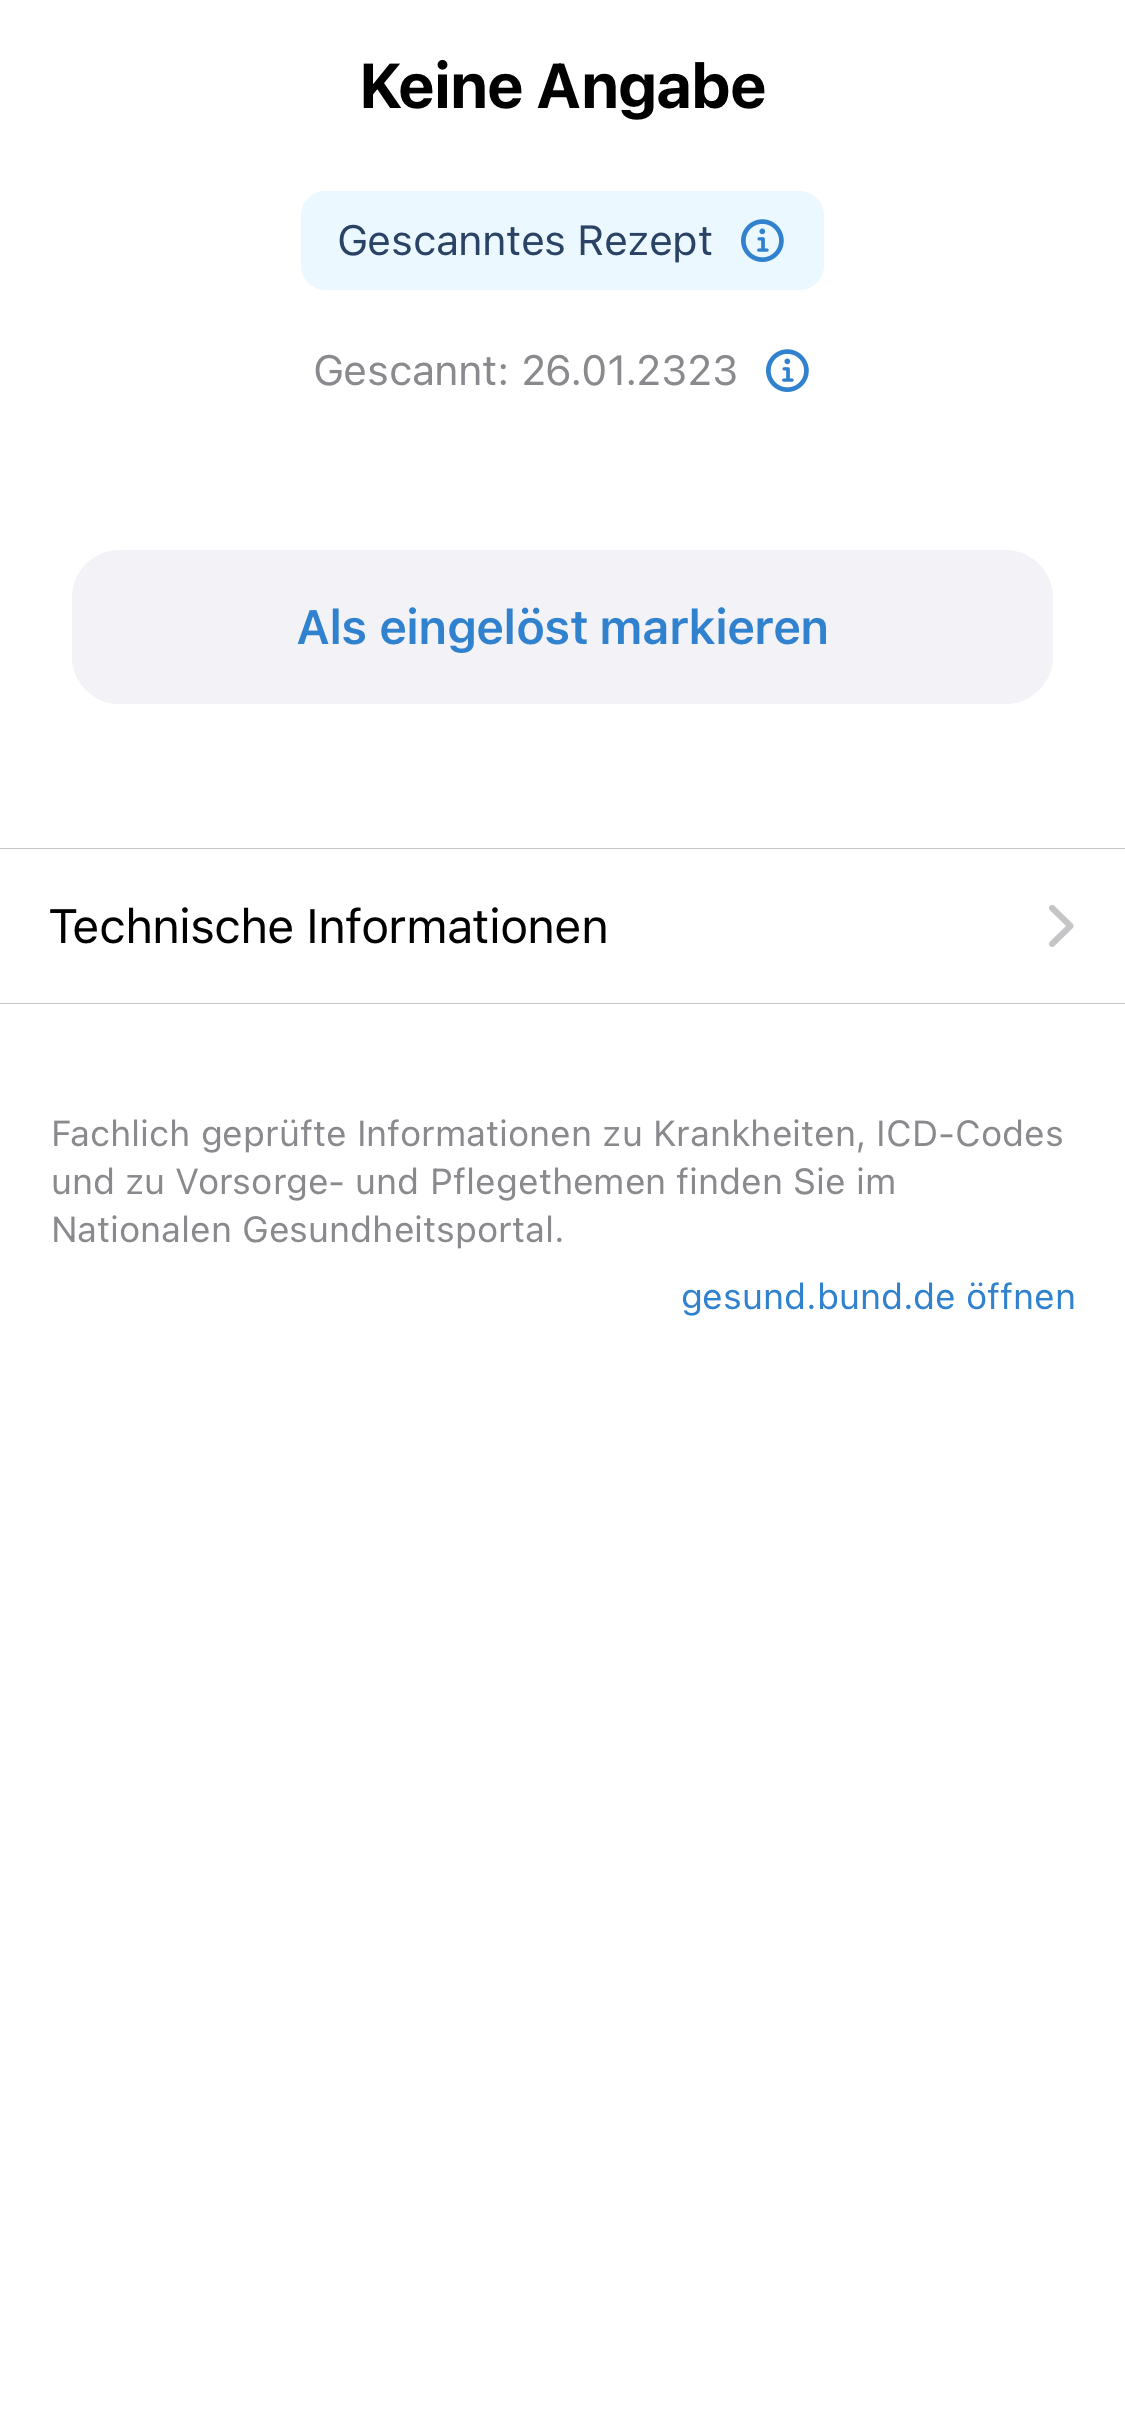 Keine Angabe
Gescanntes Rezept
Gescannt: 26.01.2323
Als eingelöst markieren
Technische Informationen
Fachlich geprüfte Informationen zu Krankheiten, ICD-Codes
und zu Vorsorge- und Pflegethemen finden Sie im
Nationalen Gesundheitsportal.
gesund.bund.de öffnen